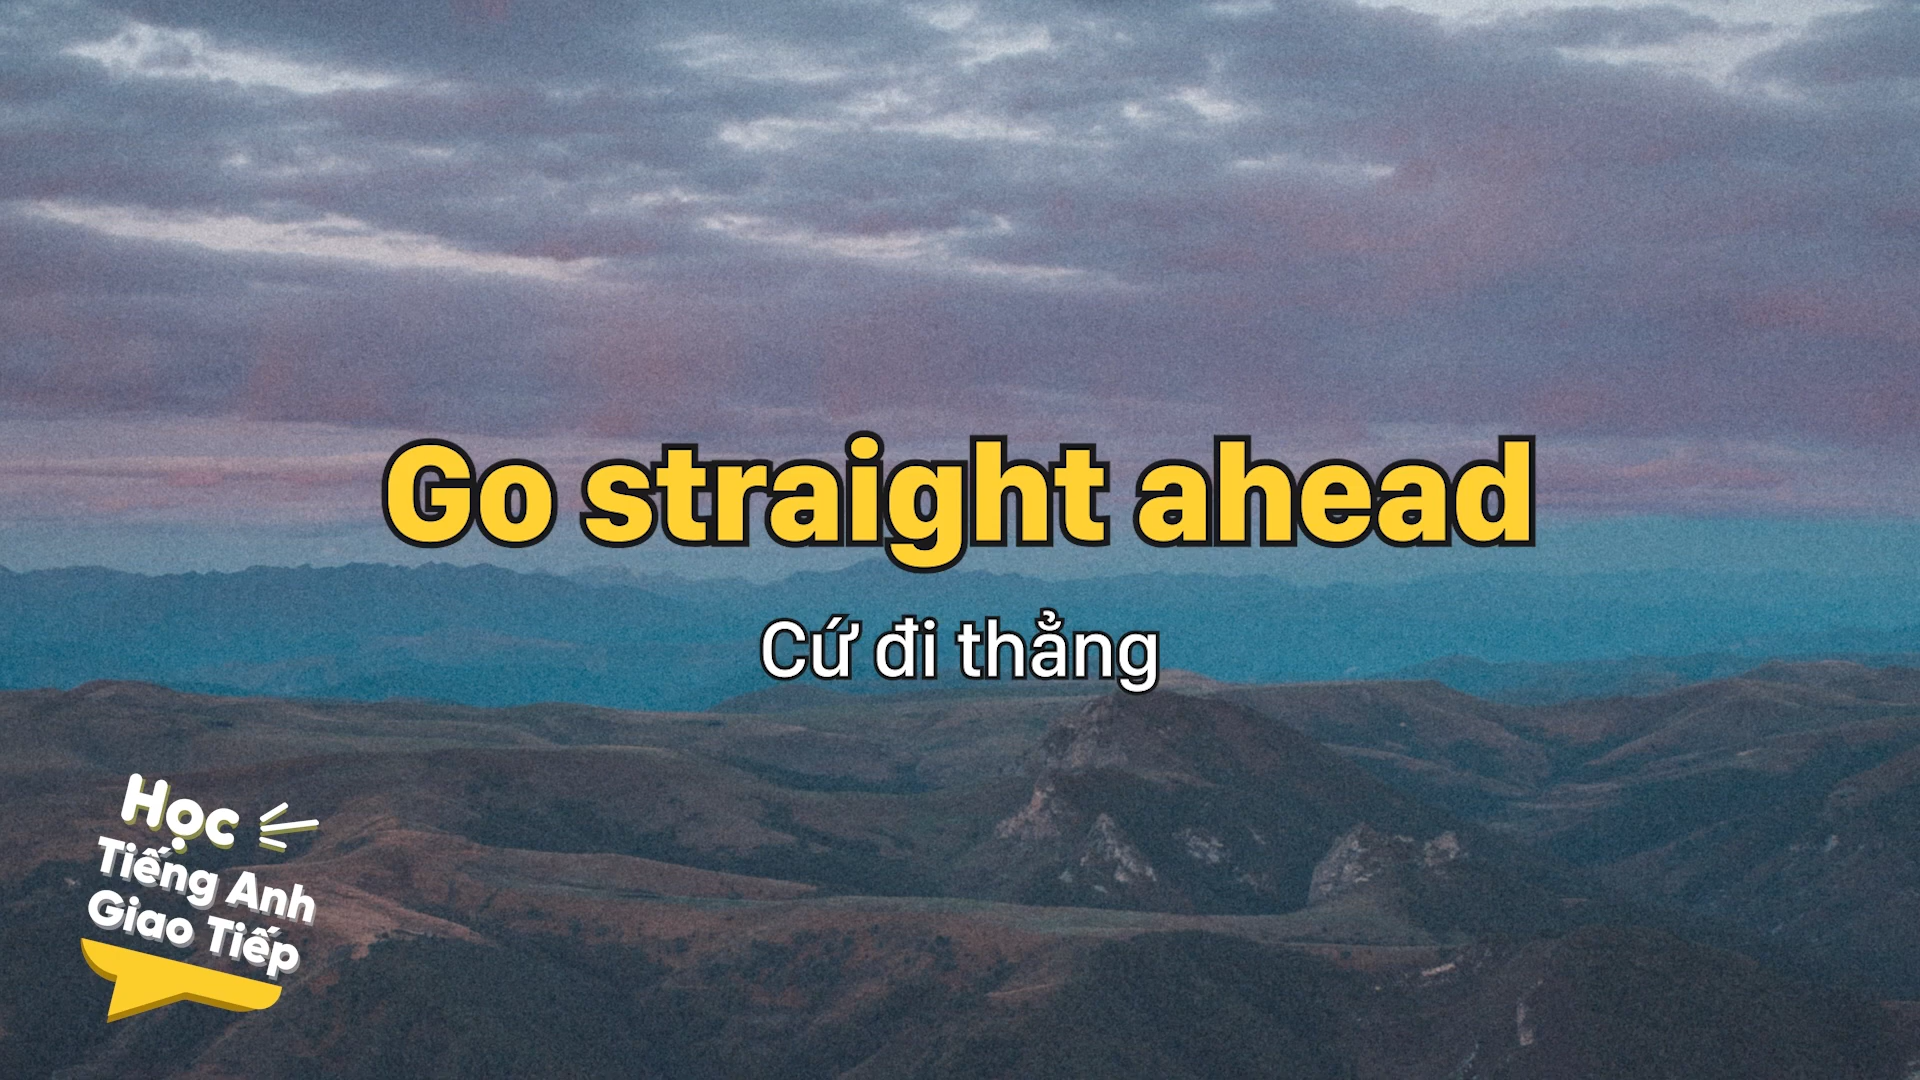 Go straight ahead
Cứ đi thẳng
Học
Tiếng Anh
Giao Tiếp